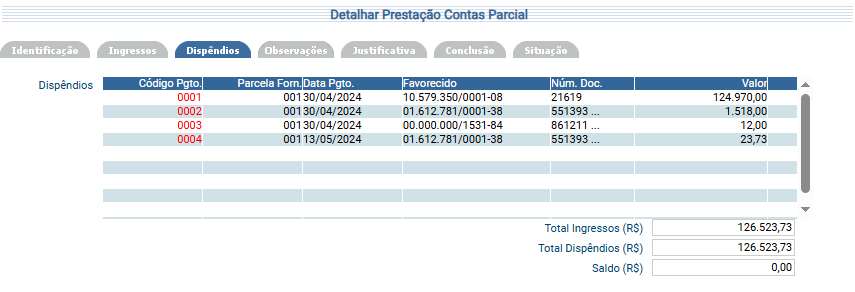 Detalhar Prestação Contas Parcial
Identificação Ingressos Dispêndios Observações Justificativa Conclusão Situação
Dispêndios Código Pgto. Parcela Forn. Data Pgto. Favorecido Núm. Doc. Valor
0001 001 30/04/2024 10.579.350/0001-08 21619 124.970,00
0002 001 30/04/2024 01.612.781/0001-38 551393 ... 1.518,00
0003 001 30/04/2024 00.000.000/1531-84 861211 ... 12,00
0004 001 13/05/2024 01.612.781/0001-38 551393 ... 23,73
Total Ingressos (R$) 126.523,73
Total Dispêndios (R$) 126.523,73
Saldo (R$) 0,00